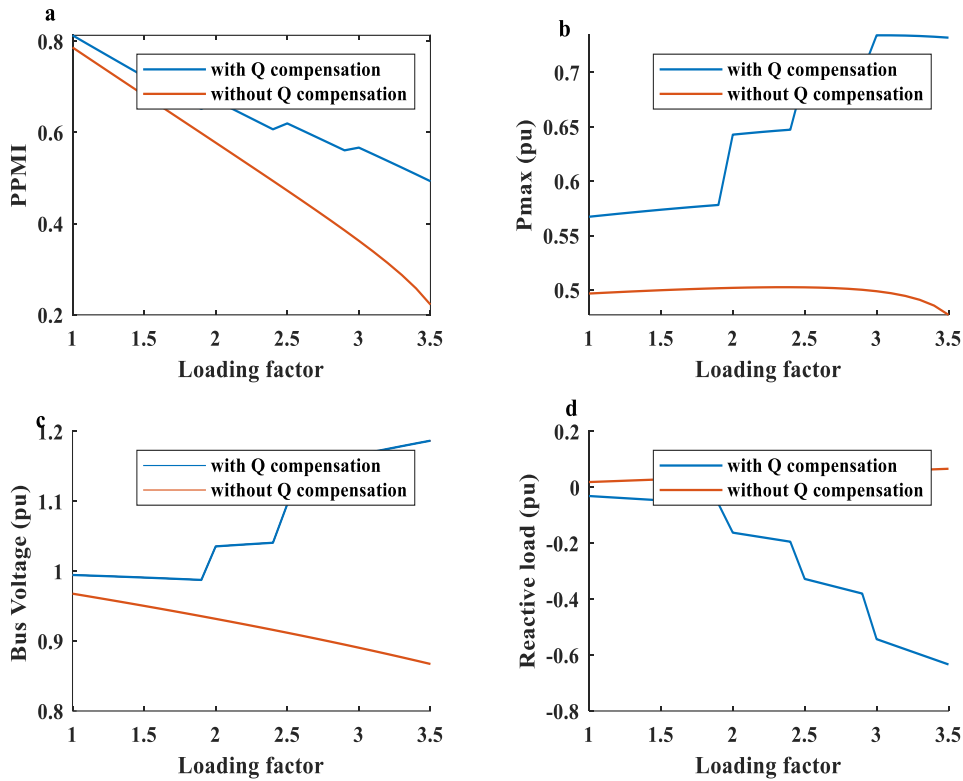 a
0.8
0.6
0.4
0.2
PPMI
with Q compensation
without Q compensation
1
1.5
2
2.5
3
3.5
Loading factor
b
0.7
0.65
0.6
0.55
0.5
Pmax (pu)
with Q compensation
without Q compensation
1
1.5
2
2.5
3
3.5
Loading factor
c
1.2
1.1
1
0.9
0.8
Bus Voltage (pu)
with Q compensation
without Q compensation
1
1.5
2
2.5
3
3.5
Loading factor
d
0.2
0
-0.2
-0.4
-0.6
-0.8
Reactive load (pu)
with Q compensation
without Q compensation
1
1.5
2
2.5
3
3.5
Loading factor